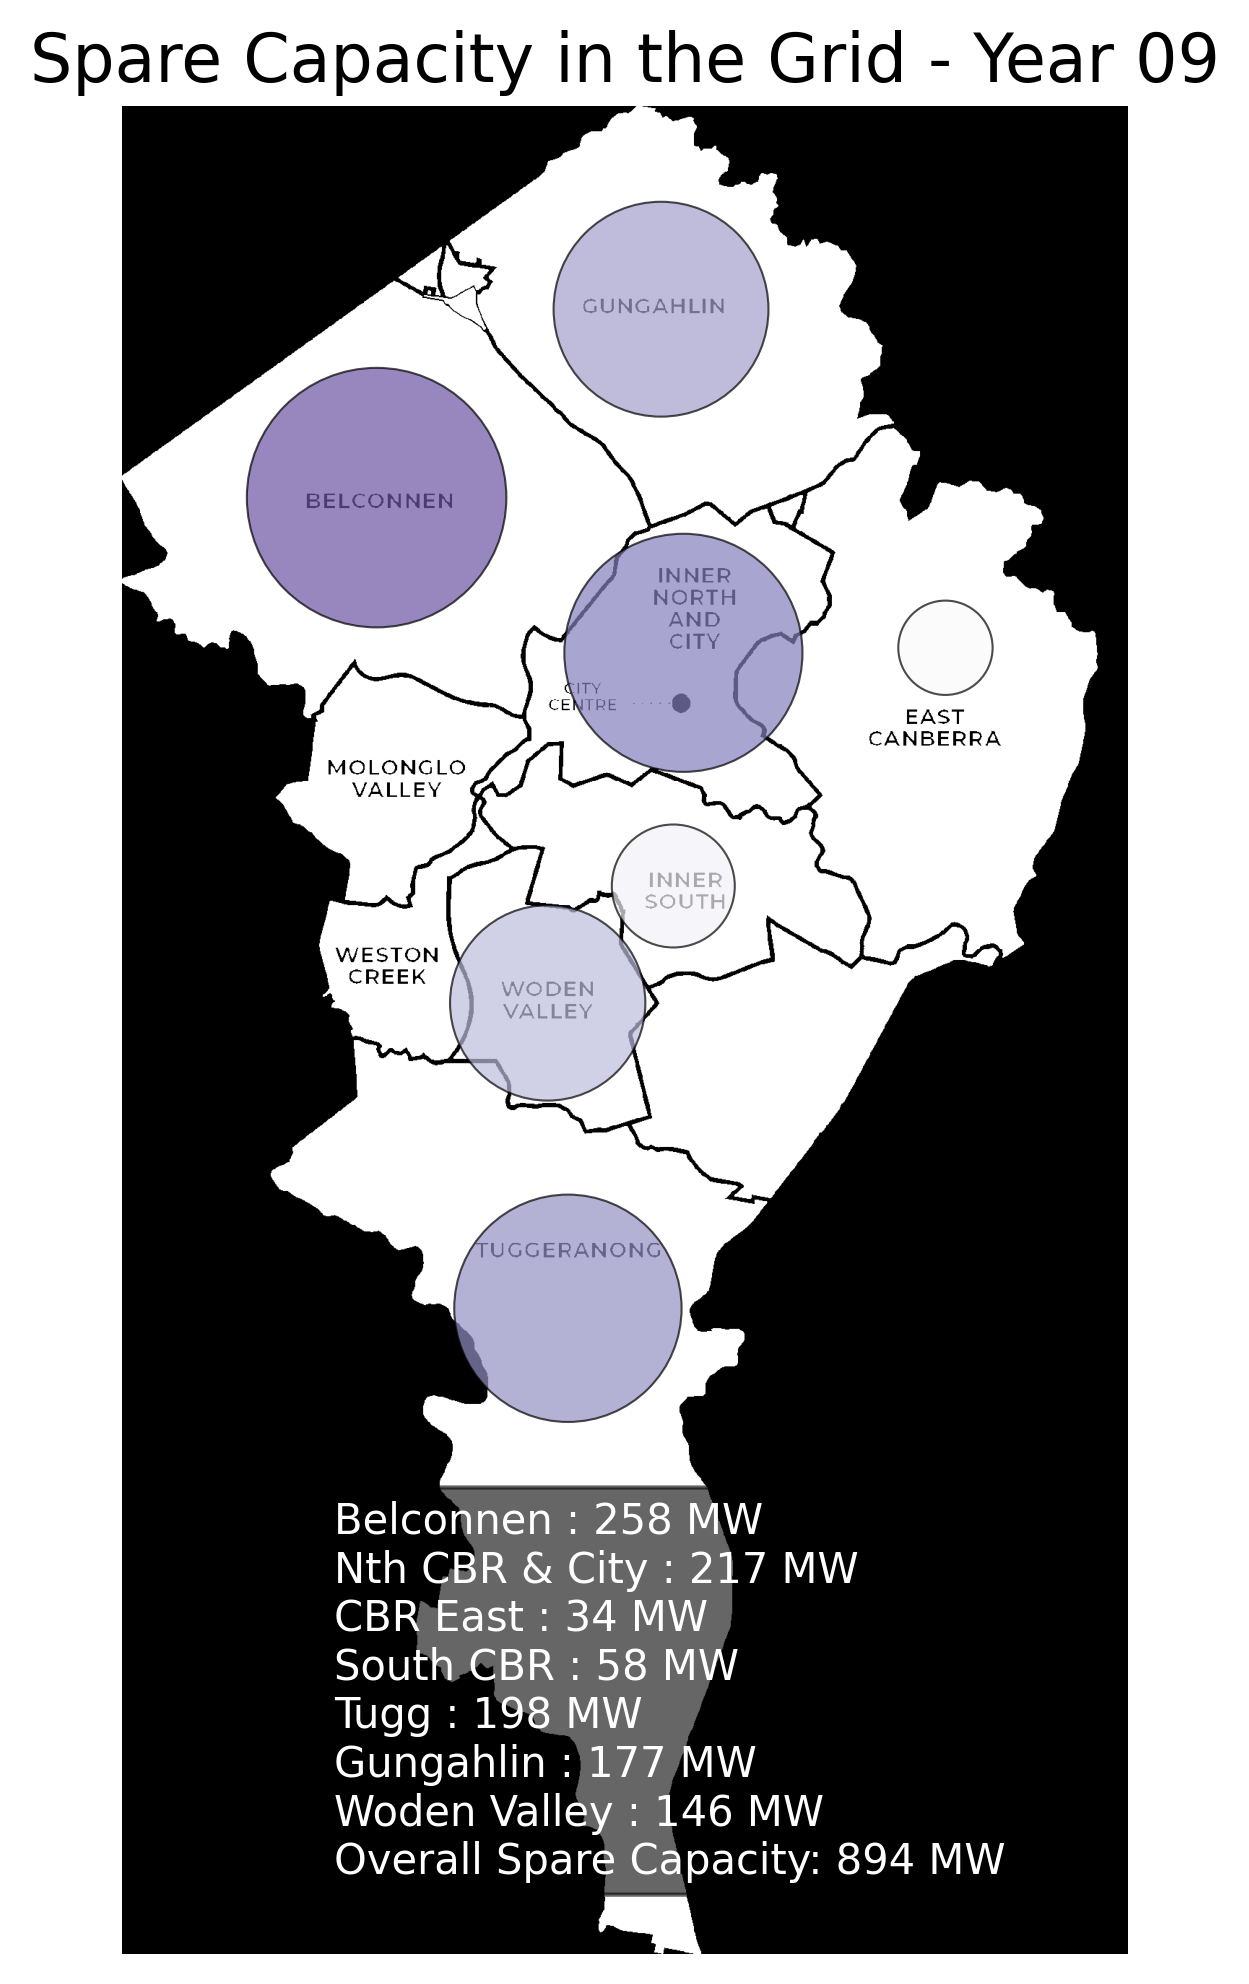 Spare Capacity in the Grid - Year 09
GUNGAHLIN
BELCONNEN
INNER
NORTH
AND
CITY
CITY
CENTRE
EAST
CANBERRA
MOLONGLO
VALLEY
INNER
SOUTH
WESTON
CREEK
WODEN
VALLEY
TUGGERANONG
Belconnen : 258 MW
Nth CBR & City : 217 MW
CBR East : 34 MW
South CBR : 58 MW
Tugg : 198 MW
Gungahlin : 177 MW
Woden Valley : 146 MW
Overall Spare Capacity: 894 MW